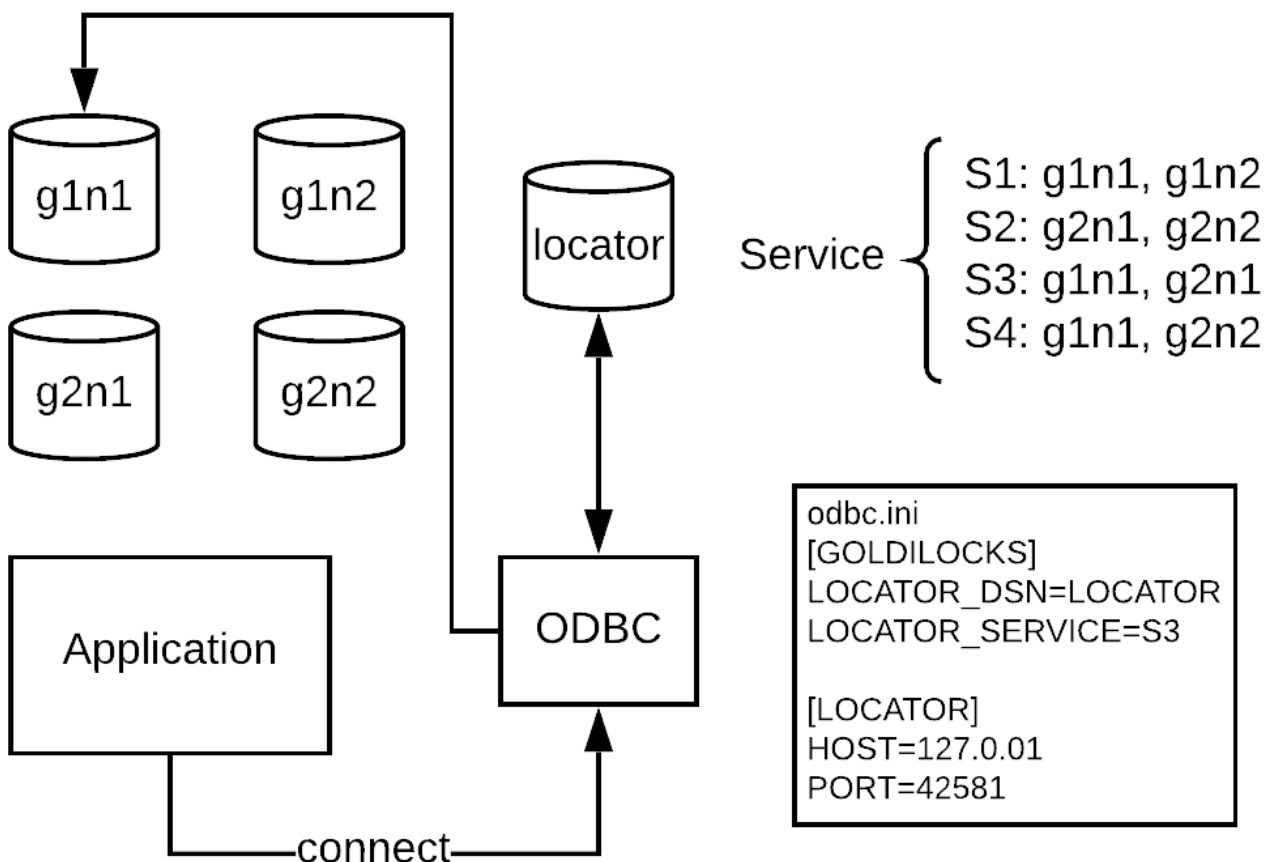 g1n1
g1n2
locator
g2n1
g2n2
Service
S1: g1n1, g1n2
S2: g2n1, g2n2
S3: g1n1, g2n1
S4: g1n1, g2n2
Application
ODBC
connect
odbc.ini
[GOLDILOCKS]
LOCATOR_DSN=LOCATOR
LOCATOR_SERVICE=S3
[LOCATOR]
HOST=127.0.01
PORT=42581